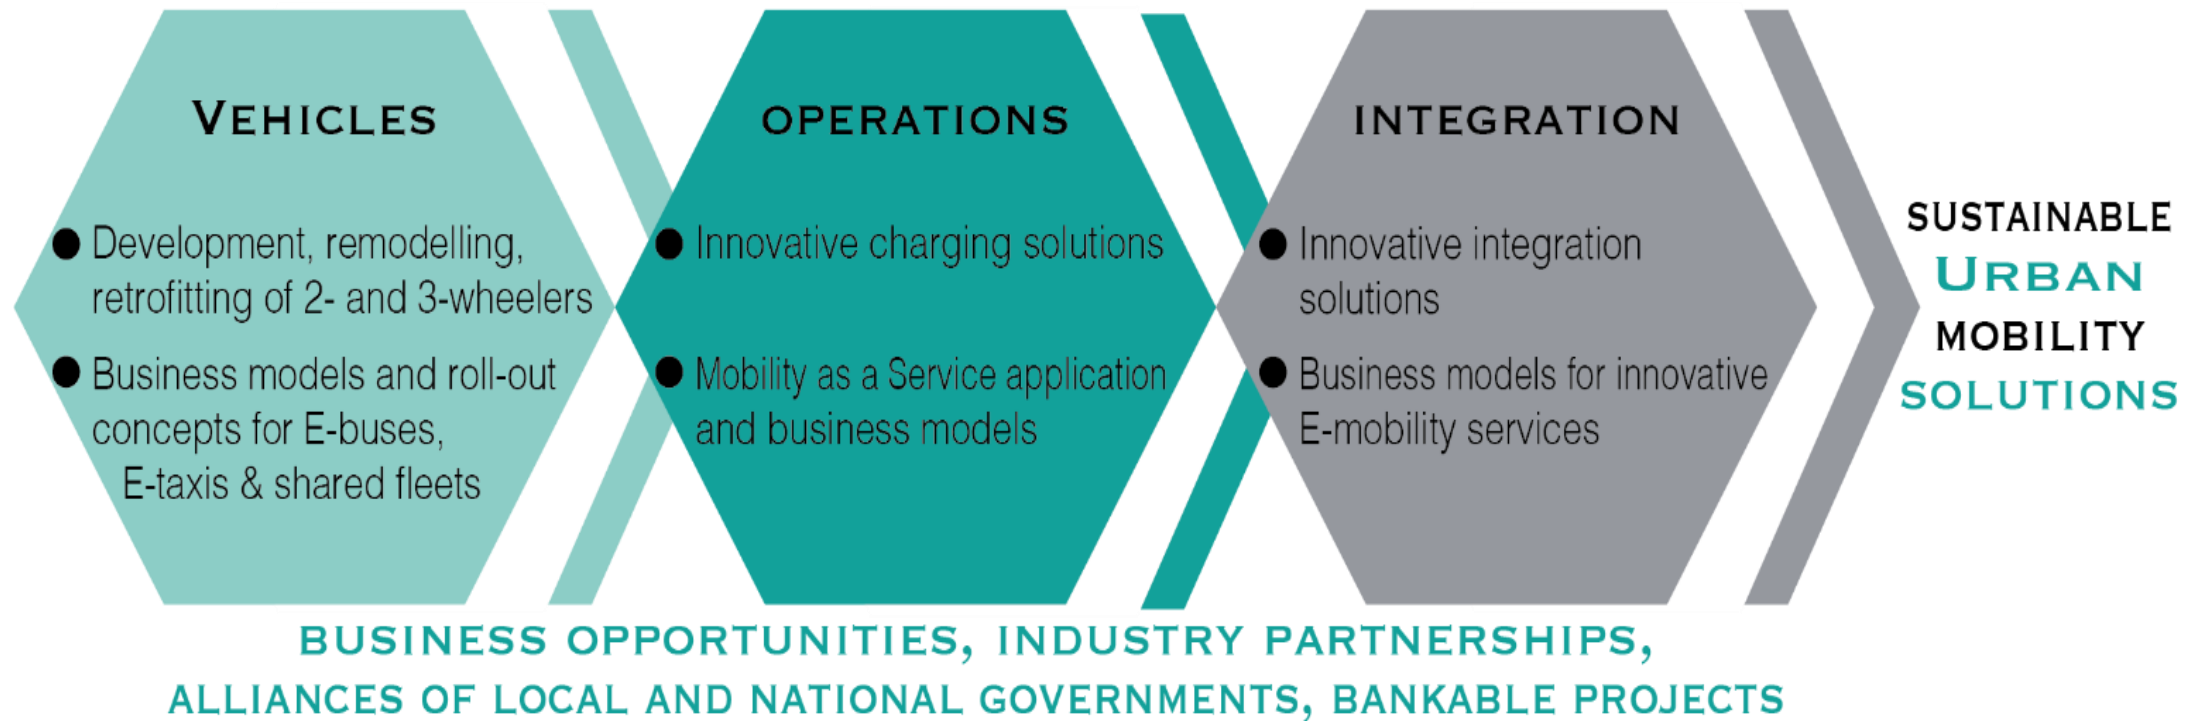 VEHICLES
● Development, remodelling,
retrofitting of 2- and 3-wheelers
● Business models and roll-out
concepts for E-buses,
E-taxis & shared fleets
OPERATIONS
● Innovative charging solutions
● Mobility as a Service application
and business models
INTEGRATION
● Innovative integration
solutions
● Business models for innovative
E-mobility services
SUSTAINABLE
URBAN
MOBILITY
SOLUTIONS
BUSINESS OPPORTUNITIES, INDUSTRY PARTNERSHIPS,
ALLIANCES OF LOCAL AND NATIONAL GOVERNMENTS, BANKABLE PROJECTS